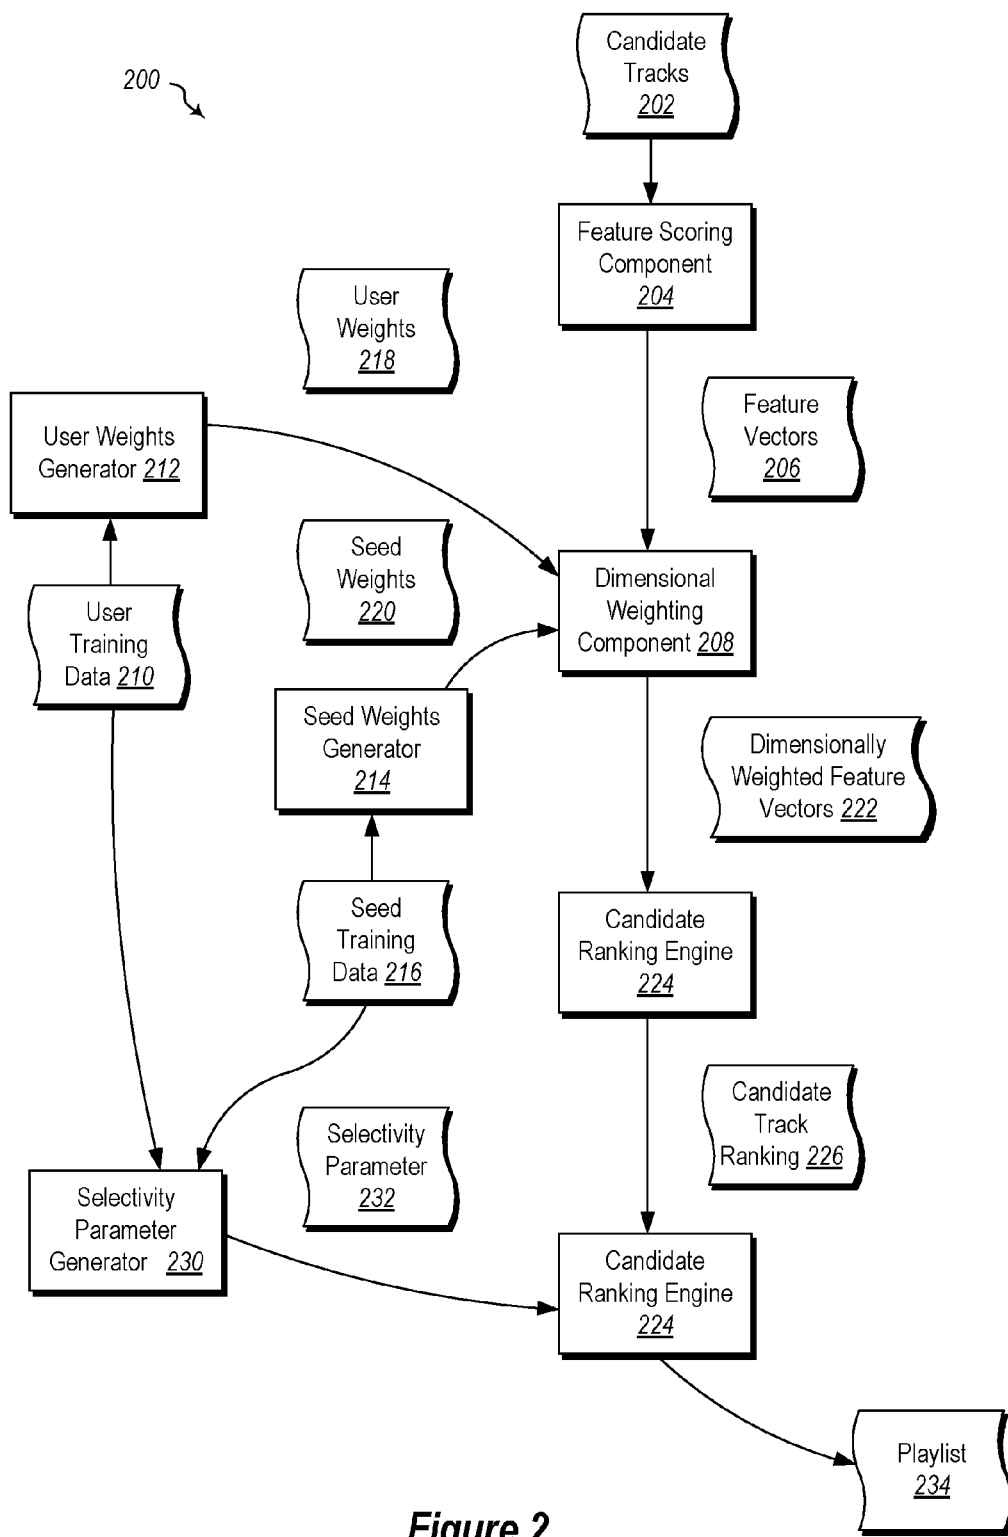 Candidate
Tracks
202
200
Feature Scoring
Component
204
User
Weights
218
Feature
Vectors
206
User Weights
Generator 212
Seed
Weights
220
Dimensional
Weighting
Component 208
User
Training
Data 210
Seed Weights
Generator
214
Dimensionally
Weighted Feature
Vectors 222
Seed
Training
Data 216
Candidate
Ranking Engine
224
Candidate
Track
Ranking 226
Selectivity
Parameter
232
Selectivity
Parameter
Generator 230
Candidate
Ranking Engine
224
Playlist
234
Figure 2